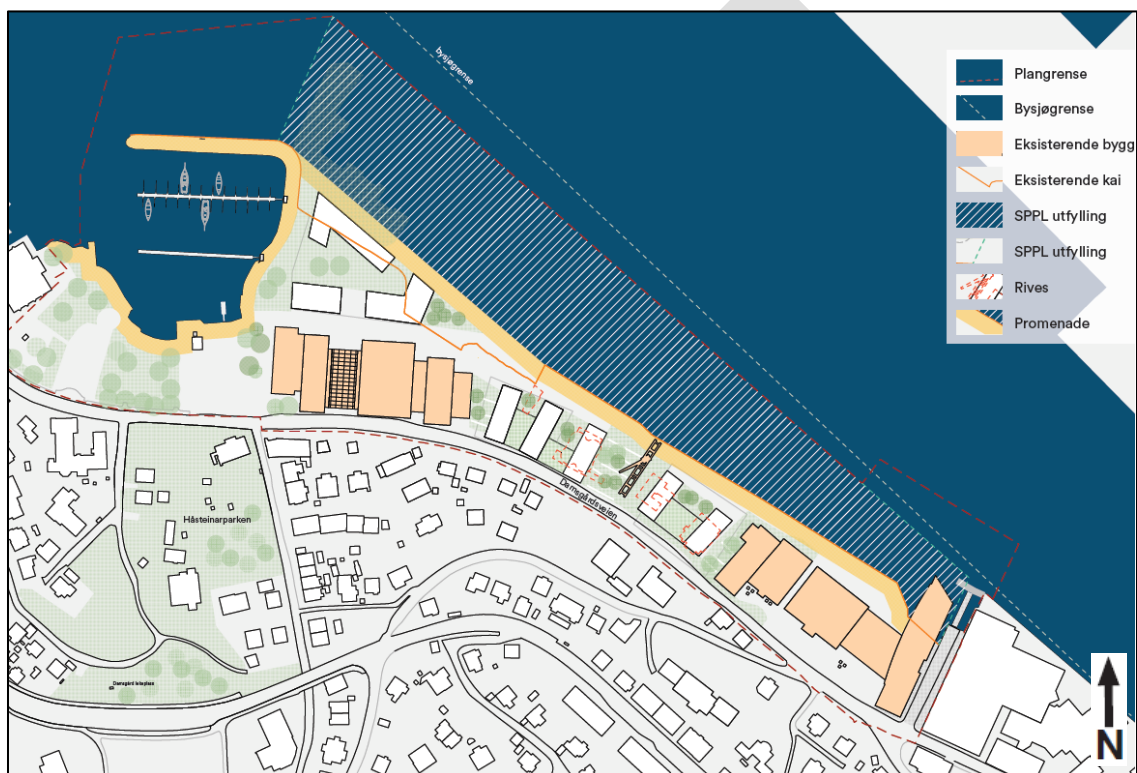 bysjøgrense
Plangrense
Bysjøgrense
Eksisterende bygg
Eksisterende kai
SPPL utfylling
SPPL utfylling
Rives
Promenade
Damsgårdsveien
Håsteinarparken
N